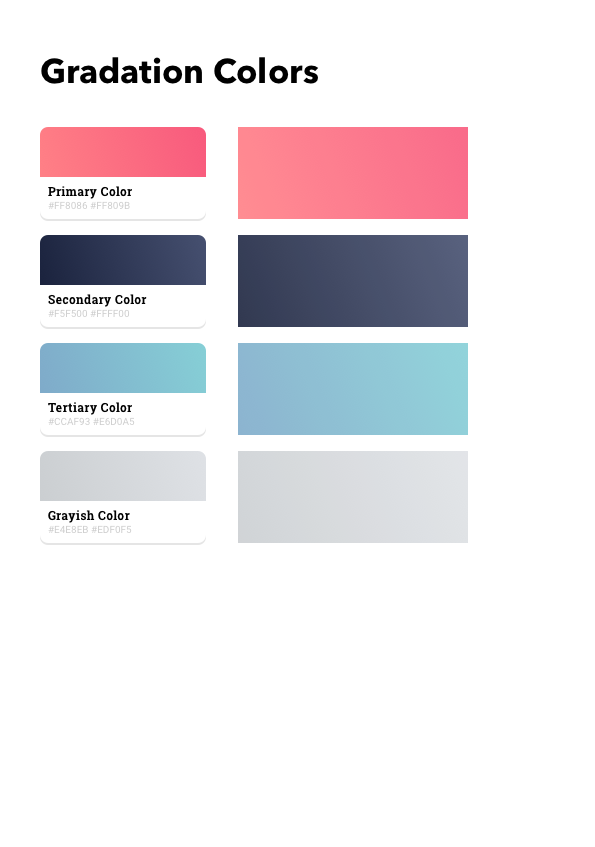 Gradation Colors
Primary Color
#FF8086 #FF809B
Secondary Color
#F5F500 #FFFF00
Tertiary Color
#CCAF93 #E6D0A5
Grayish Color
#E4E8EB #EDF0F5